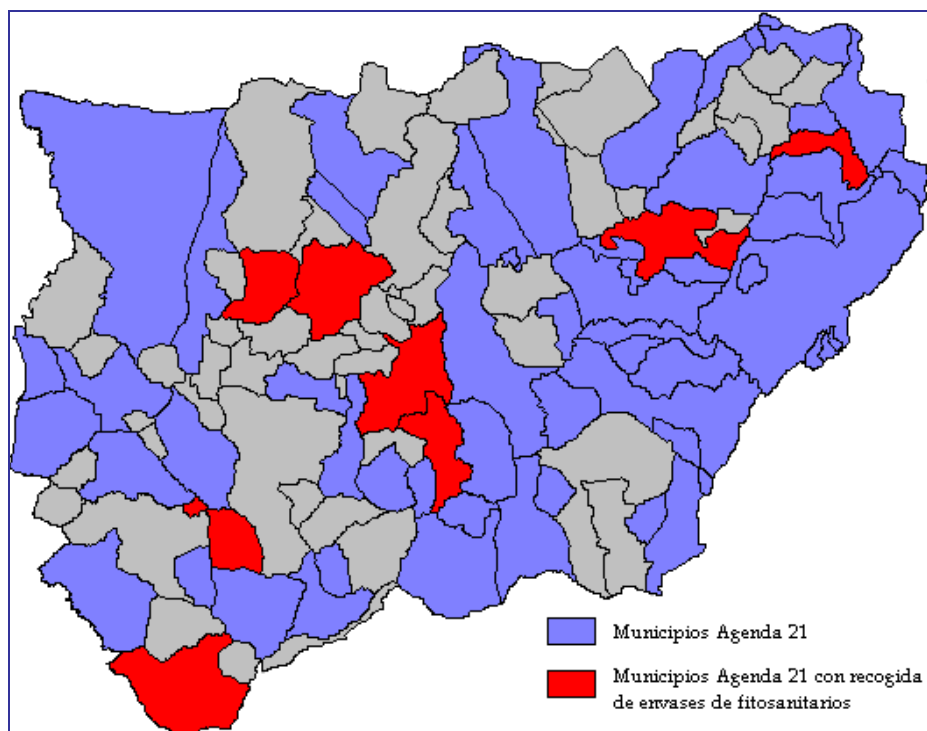 Municipios Agenda 21
Municipios Agenda 21 con recogida
de envases de fitosanitarios